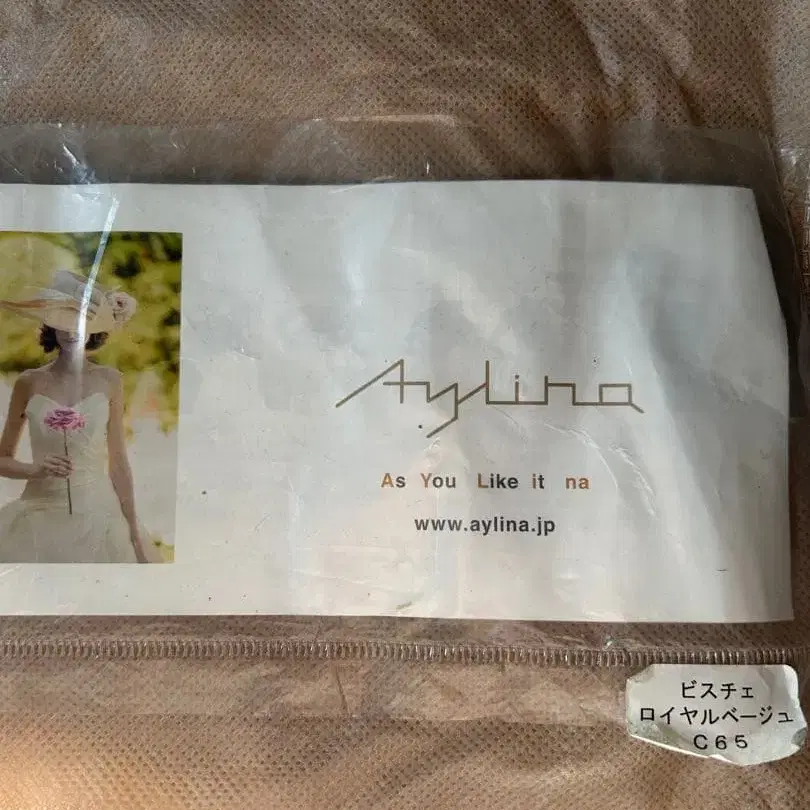 Aylina
As You Like it na
www.aylina.jp
ビスチェ
ロイヤルベージュ
C65